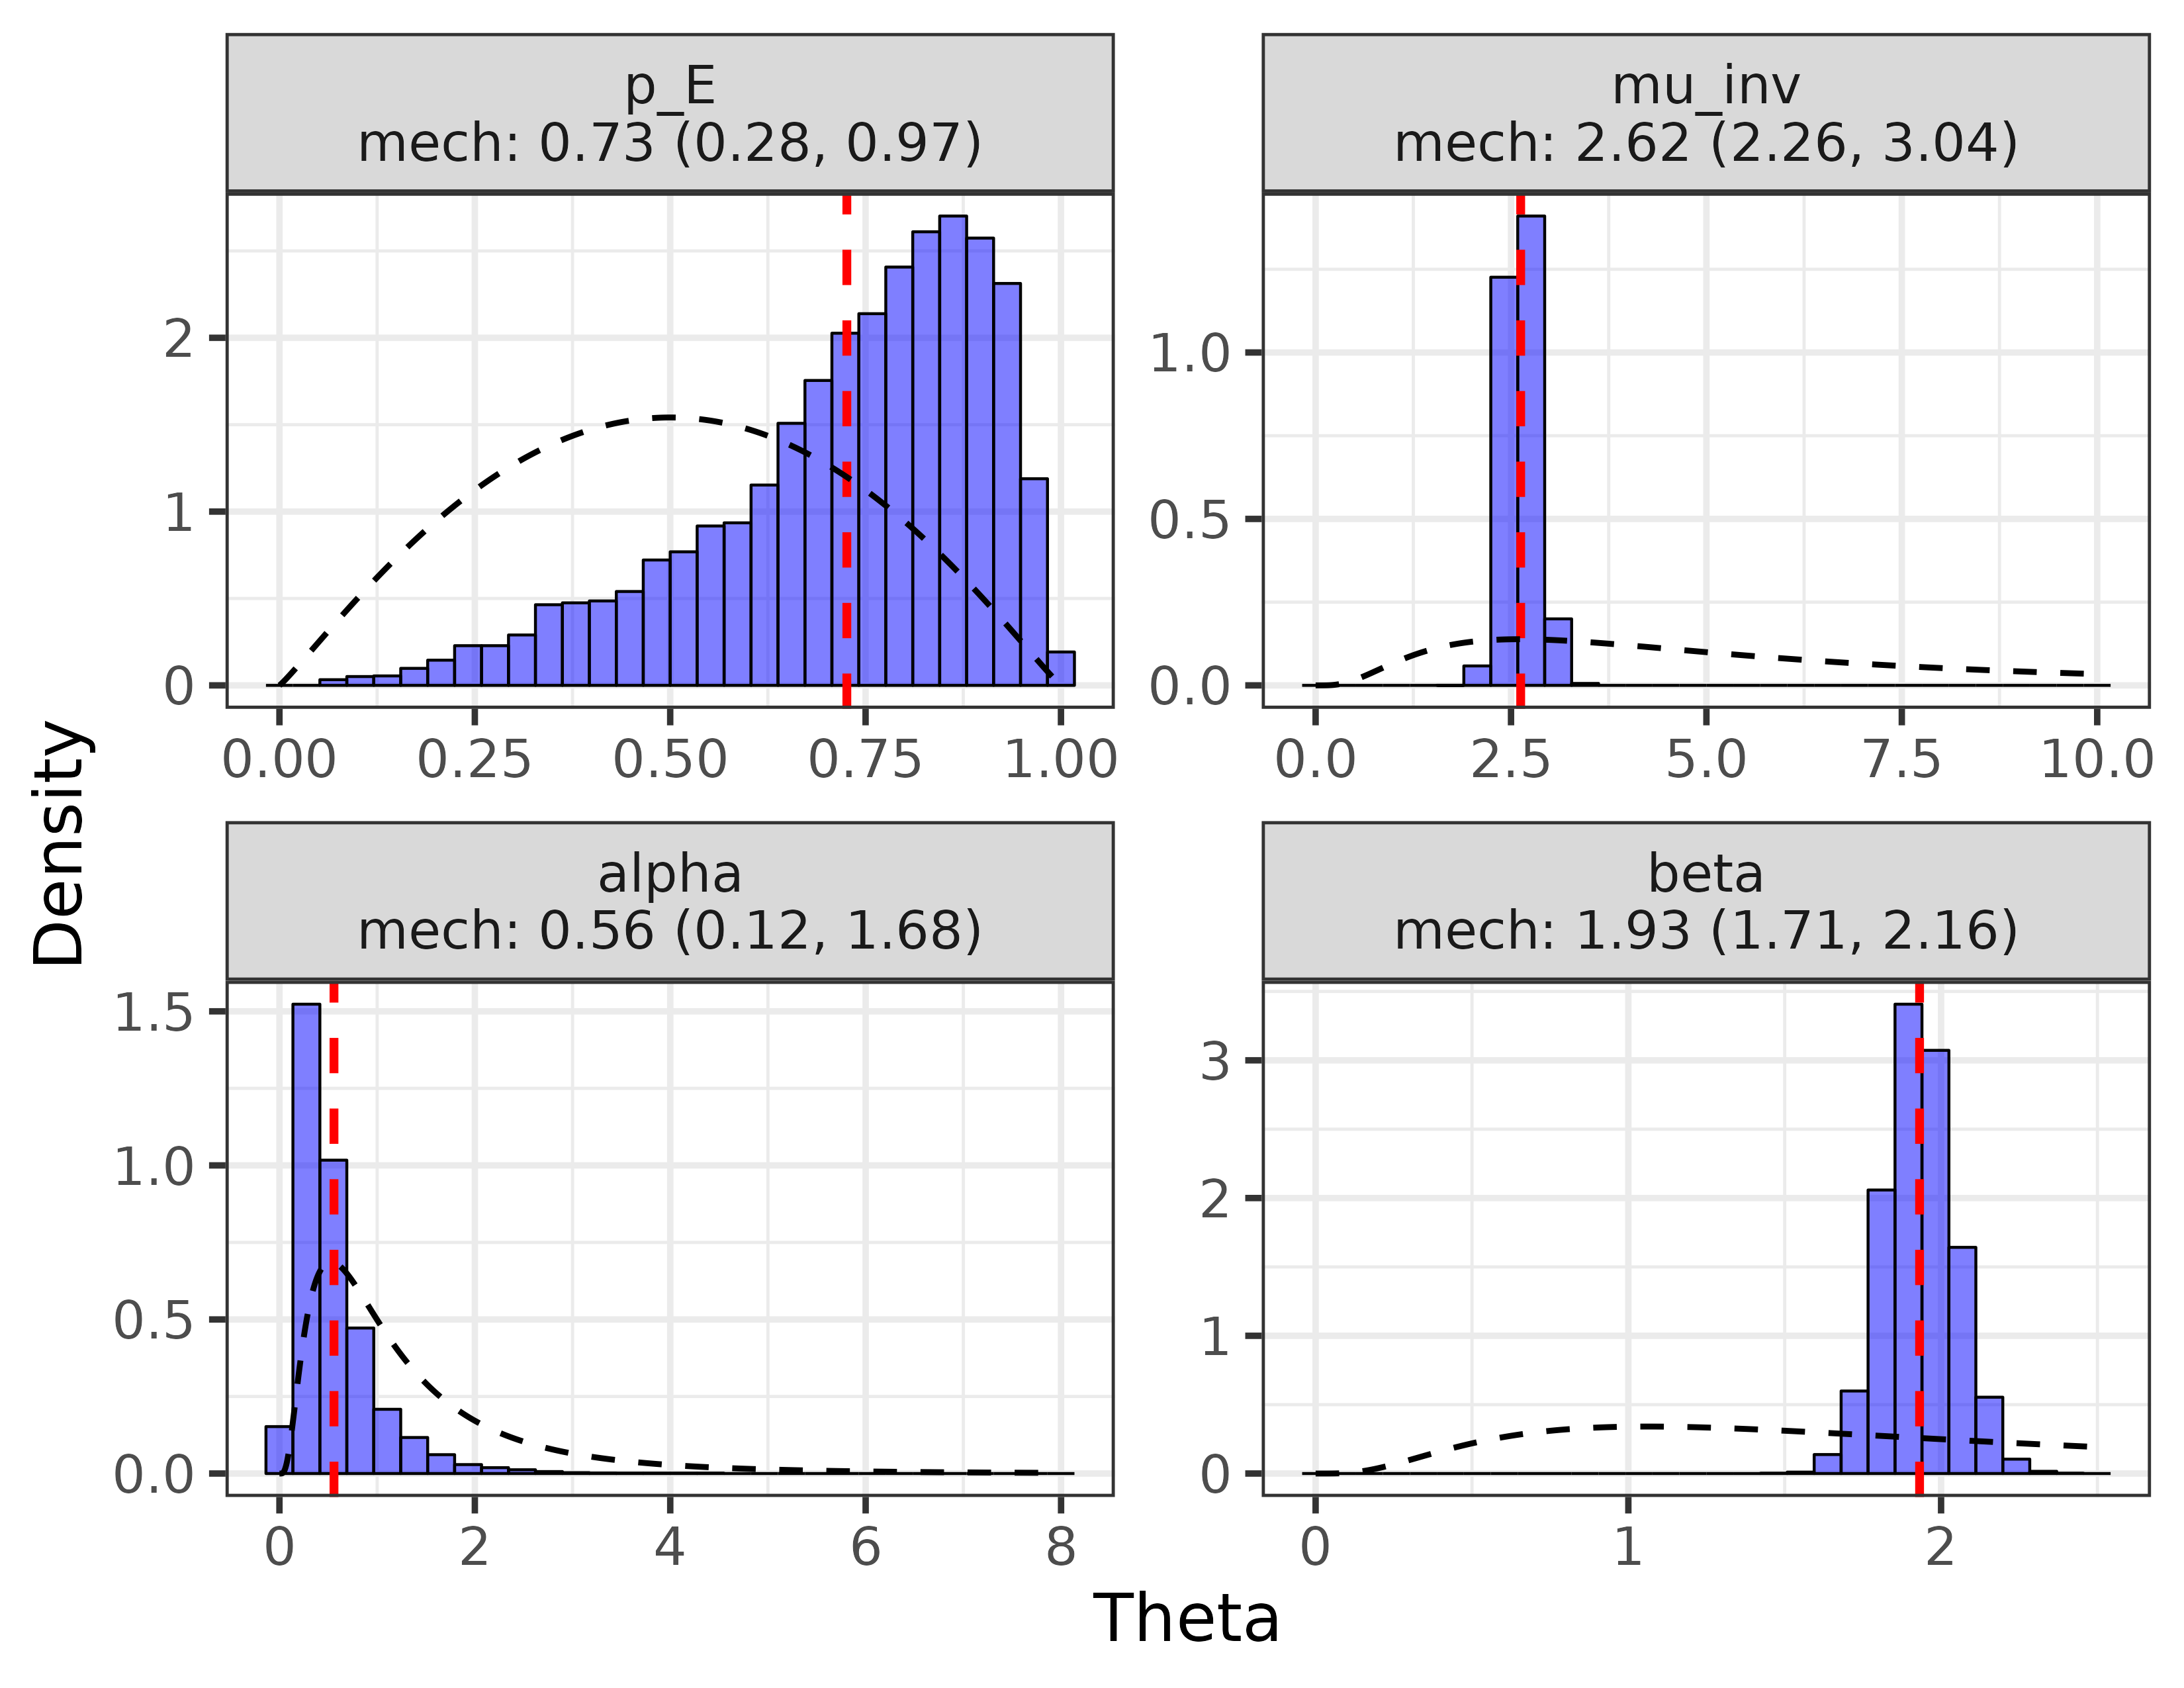 p_E
mech: 0.73 (0.28, 0.97)
mu_inv
mech: 2.62 (2.26, 3.04)
2
1
0
0.00 0.25 0.50 0.75 1.00
1.0
0.5
0.0
0.0 2.5 5.0 7.5 10.0
Density
alpha
mech: 0.56 (0.12, 1.68)
beta
mech: 1.93 (1.71, 2.16)
1.5
1.0
0.5
0.0
0 2 4 6 8
3
2
1
0
0 1 2
Theta